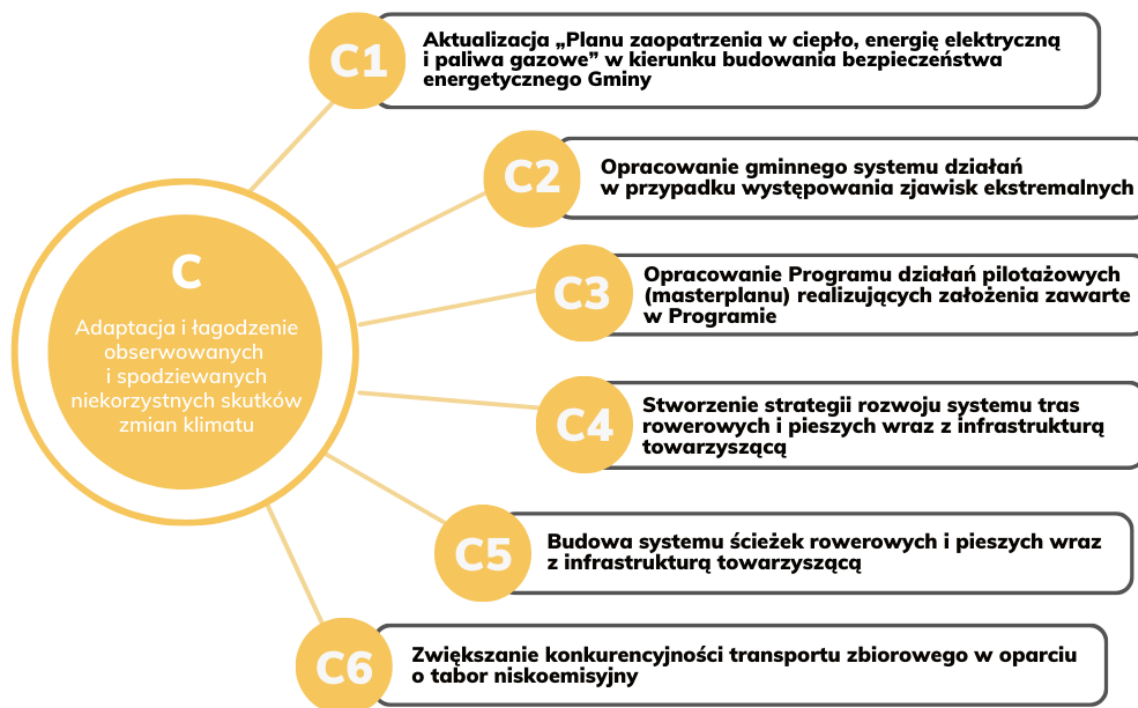 C1
Aktualizacja „Planu zaopatrzenia w ciepło, energię elektryczną
i paliwa gazowe” w kierunku budowania bezpieczeństwa
energetycznego Gminy
C2
Opracowanie gminnego systemu działań
w przypadku występowania zjawisk ekstremalnych
C
Adaptacja i łagodzenie
obserwowanych
i spodziewanych
niekorzystnych skutków
zmian klimatu
C3
Opracowanie Programu działań pilotażowych
(masterplanu) realizujących założenia zawarte
w Programie
C4
Stworzenie strategii rozwoju systemu tras
rowerowych i pieszych wraz z infrastrukturą
towarzyszącą
C5
Budowa systemu ścieżek rowerowych i pieszych wraz
z infrastrukturą towarzyszącą
C6
Zwiększanie konkurencyjności transportu zbiorowego w oparciu
o tabor niskoemisyjny